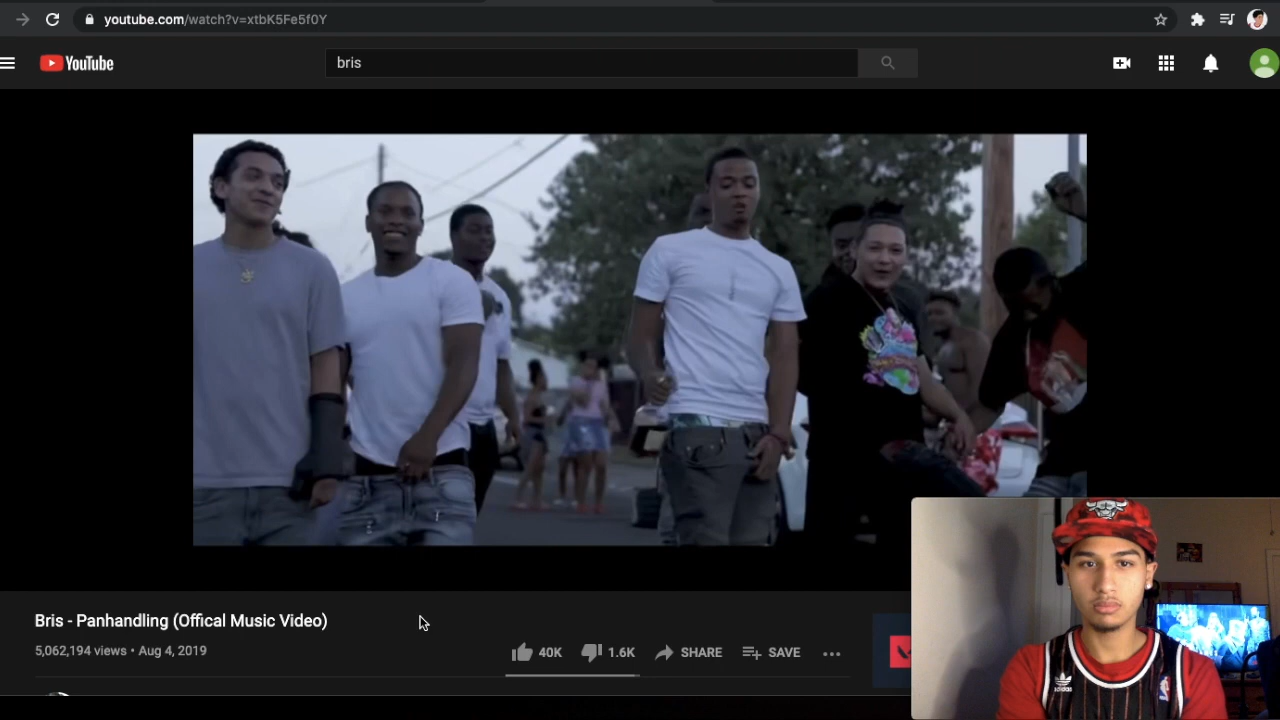 youtube.com/watch?v=xtbK5Fe5f0Y
YouTube
bris
Bris - Panhandling (Offical Music Video)
5,062,194 views • Aug 4, 2019
40K
1.6K
SHARE
SAVE
adidas